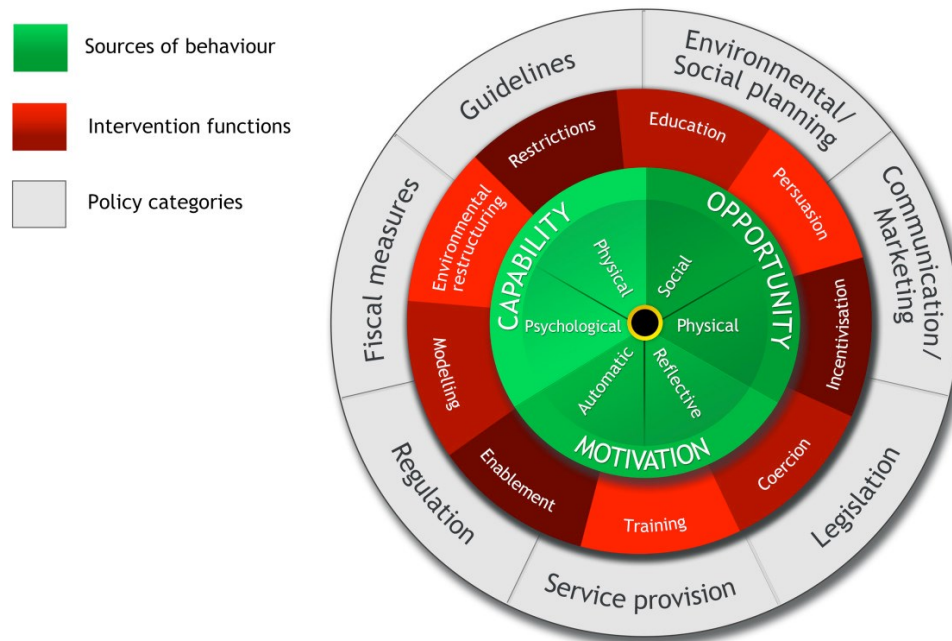 Sources of behaviour
Intervention functions
Policy categories
Guidelines
Environmental/
Social planning
Communication/
Marketing
Legislation
Service provision
Regulation
Fiscal measures
Restrictions
Education
Persuasion
Incentivisation
Coercion
Training
Enablement
Modelling
Environmental
restructuring
CAPABILITY
OPPORTUNITY
MOTIVATION
Physical
Social
Physical
Reflective
Automatic
Psychological